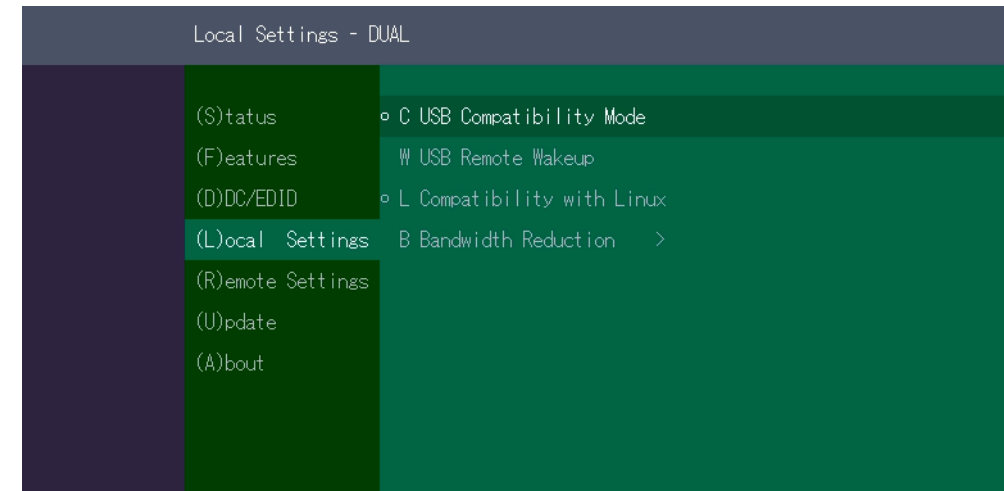 Local Settings - DUAL
(S)tatus
(F)eatures
(D)DC/EDID
(L)ocal Settings
(R)emote Settings
(U)pdate
(A)bout
C USB Compatibility Mode
W USB Remote Wakeup
L Compatibility with Linux
B Bandwidth Reduction >